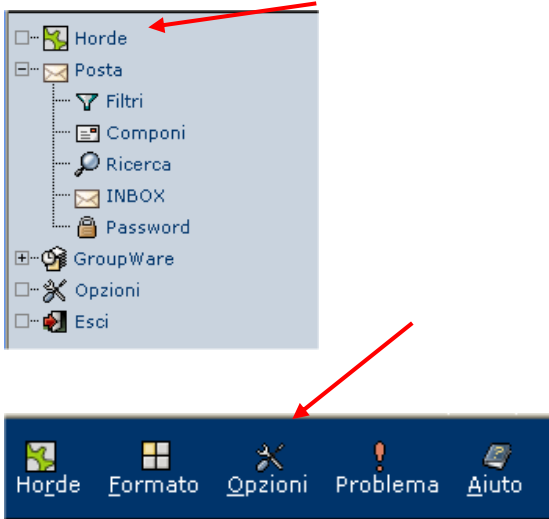 Horde
Posta
Filtri
Componi
Ricerca
INBOX
Password
GroupWare
Opzioni
Esci
Horde Formato Opzioni Problema Aiuto